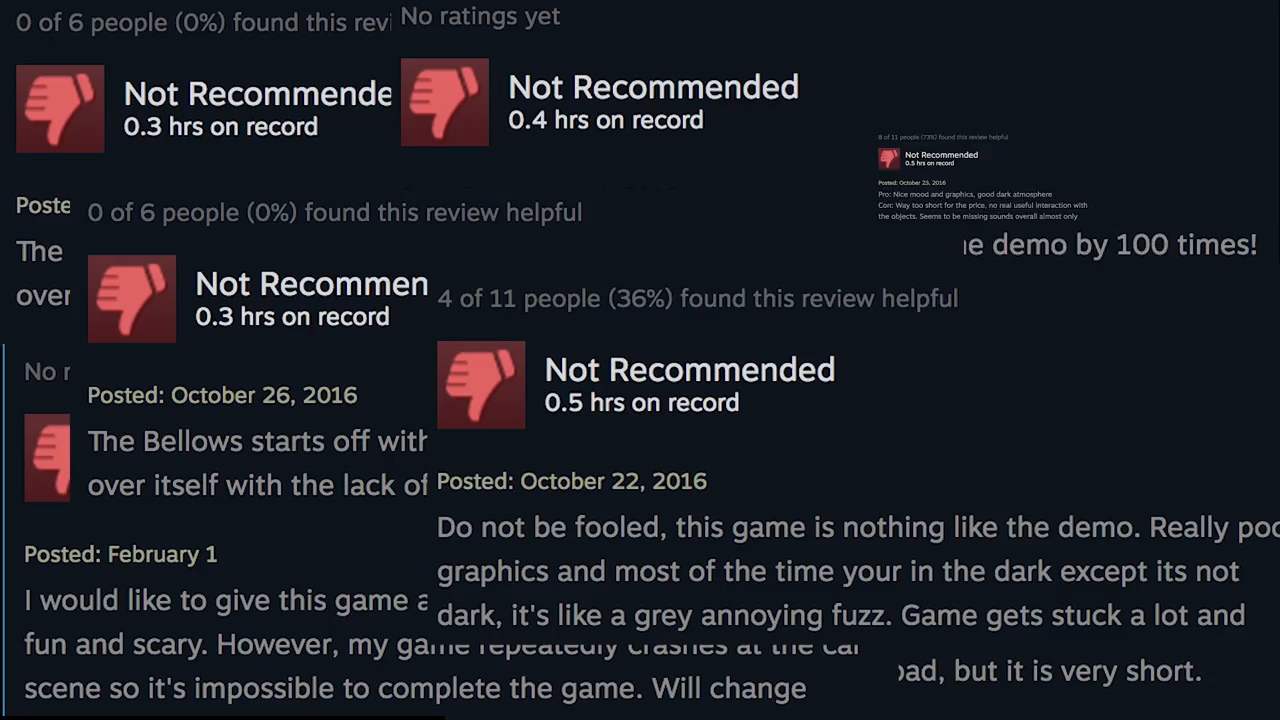 0 of 6 people (0%) found this revi
No ratings yet
Not Recommende
0.3 hrs on record
Not Recommended
0.4 hrs on record
8 of 11 people (73%) found this review helpful
Not Recommended
0.5 hrs on record
Posted: October 23, 2016
Pro: Nice mood and graphics, good dark atmosphere
Con: Way too short for the price, no real useful interaction with
the objects. Seems to be missing sounds overall almost only
Poste
The
over
0 of 6 people (0%) found this review helpful
Not Recommen
0.3 hrs on record
e demo by 100 times!
4 of 11 people (36%) found this review helpful
Not Recommended
0.5 hrs on record
No r
Posted: October 26, 2016
The Bellows starts off with
over itself with the lack of
Posted: October 22, 2016
Do not be fooled, this game is nothing like the demo. Really poo
graphics and most of the time your in the dark except its not
dark, it's like a grey annoying fuzz. Game gets stuck a lot and
Posted: February 1
I would like to give this game a
fun and scary. However, my game repeatedly crashes at the car
scene so it's impossible to complete the game. Will change
oad, but it is very short.